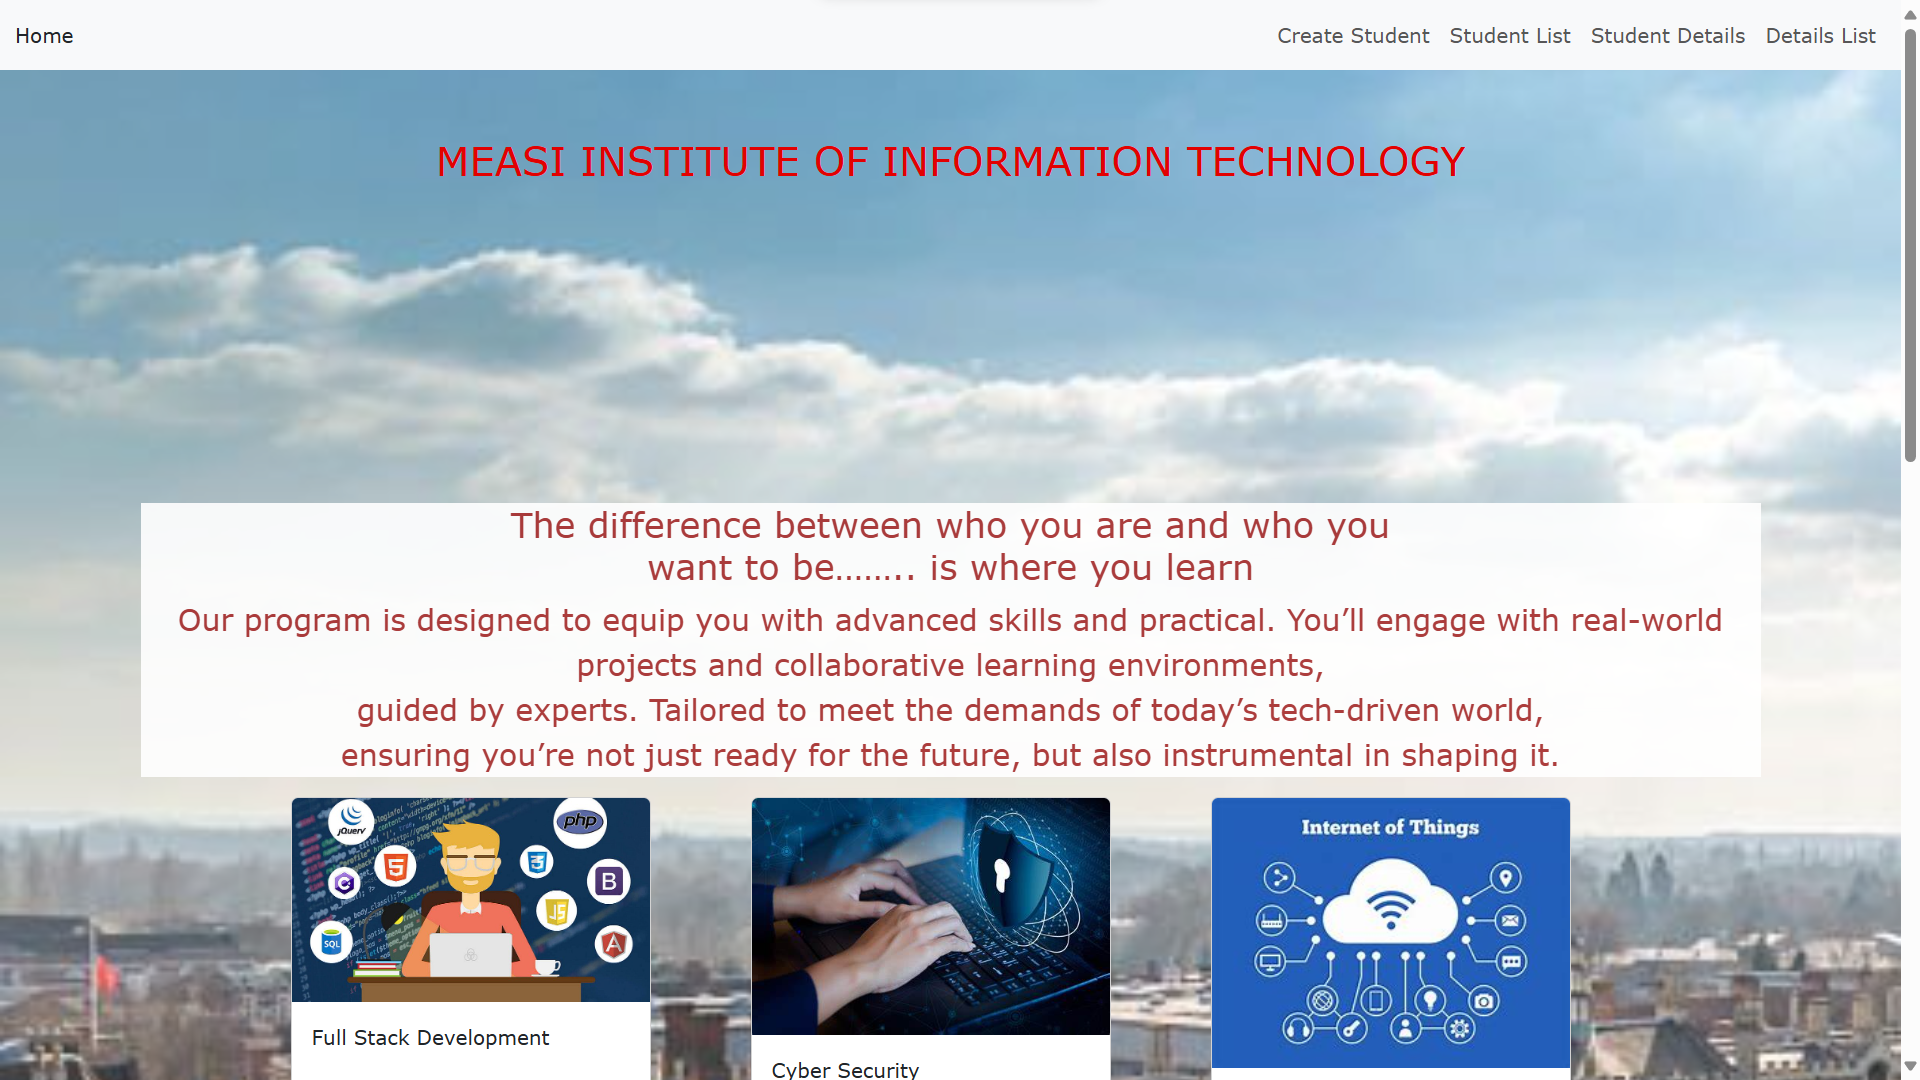 Home
Create Student
Student List
Student Details
Details List
MEASI INSTITUTE OF INFORMATION TECHNOLOGY
The difference between who you are and who you
want to be…….. is where you learn
Our program is designed to equip you with advanced skills and practical. You’ll engage with real-world
projects and collaborative learning environments,
guided by experts. Tailored to meet the demands of today’s tech-driven world,
ensuring you’re not just ready for the future, but also instrumental in shaping it.
jQuery
php
5
3
B
JS
SQL
A
Internet of Things
Full Stack Development
Cyber Security